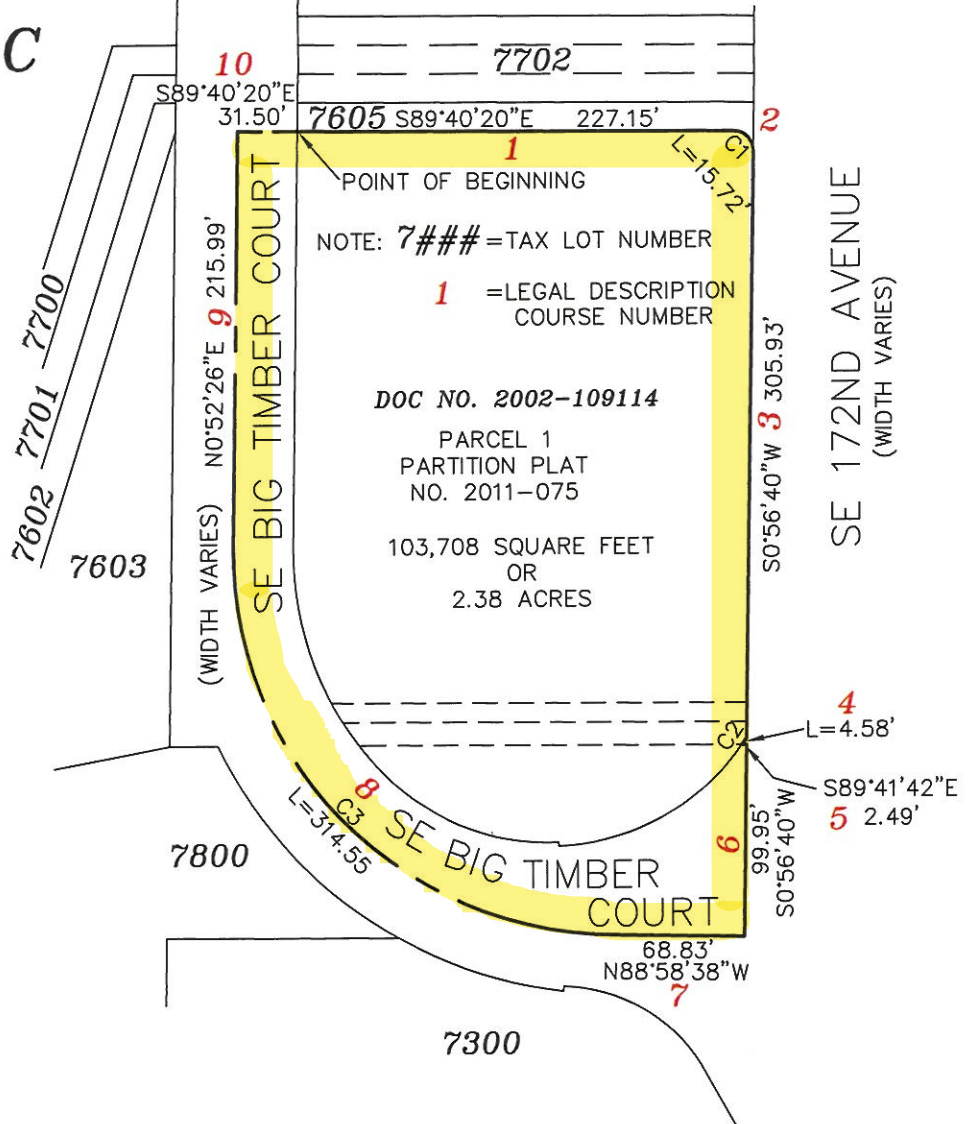 C
10
7702
S89°40'20"E
31.50'
7605
S89°40'20"E
227.15'
2
1
C1
L=15.72'
POINT OF BEGINNING
NOTE: 7### =TAX LOT NUMBER
1 =LEGAL DESCRIPTION
COURSE NUMBER
DOC NO. 2002-109114
PARCEL 1
PARTITION PLAT
NO. 2011-075
103,708 SQUARE FEET
OR
2.38 ACRES
SE 172ND AVENUE
(WIDTH VARIES)
S0°56'40"W 3 305.93'
7700
7701
7602
7603
N0°52'26"E 9 215.99'
SE BIG TIMBER COURT
(WIDTH VARIES)
4
L=4.58'
C2
S89°41'42"E
5 2.49'
6
99.95'
S0°56'40"W
8
C3
L=314.55
SE BIG TIMBER
COURT
7800
68.83'
N88°58'38"W
7
7300